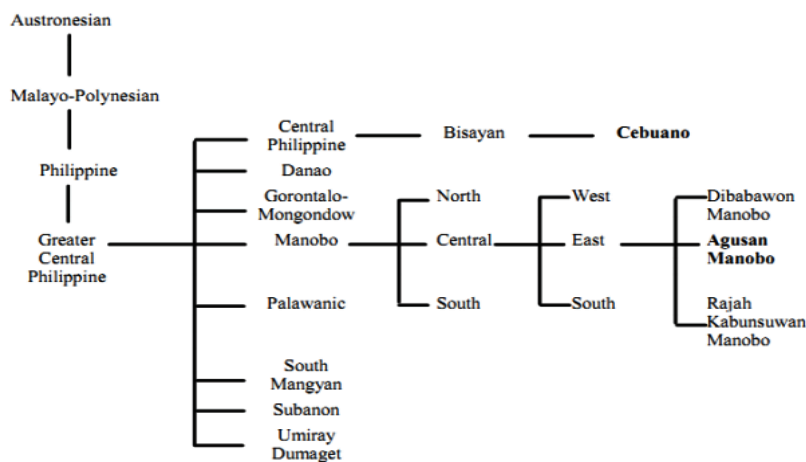 Austronesian
Malayo-Polynesian
Philippine
Greater
Central
Philippine
Central
Philippine
Bisayan
Cebuano
Danao
Gorontalo-
Mongondow
Manobo
Palawanic
South
Mangyan
Subanon
Umiray
Dumaget
North
Central
South
West
East
South
Dibabawon
Manobo
Agusan
Manobo
Rajah
Kabunsuwan
Manobo